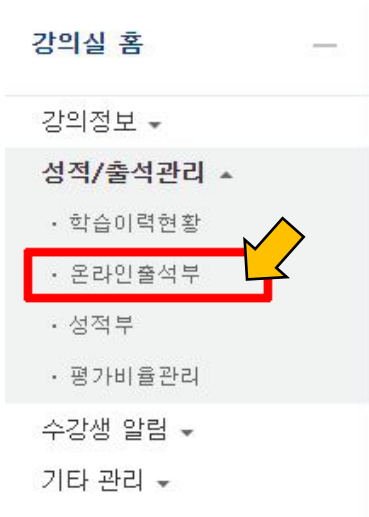 강의실 홈
강의정보
성적/출석관리
· 학습이력현황
· 온라인출석부
· 성적부
· 평가비율관리
수강생 알림
기타 관리